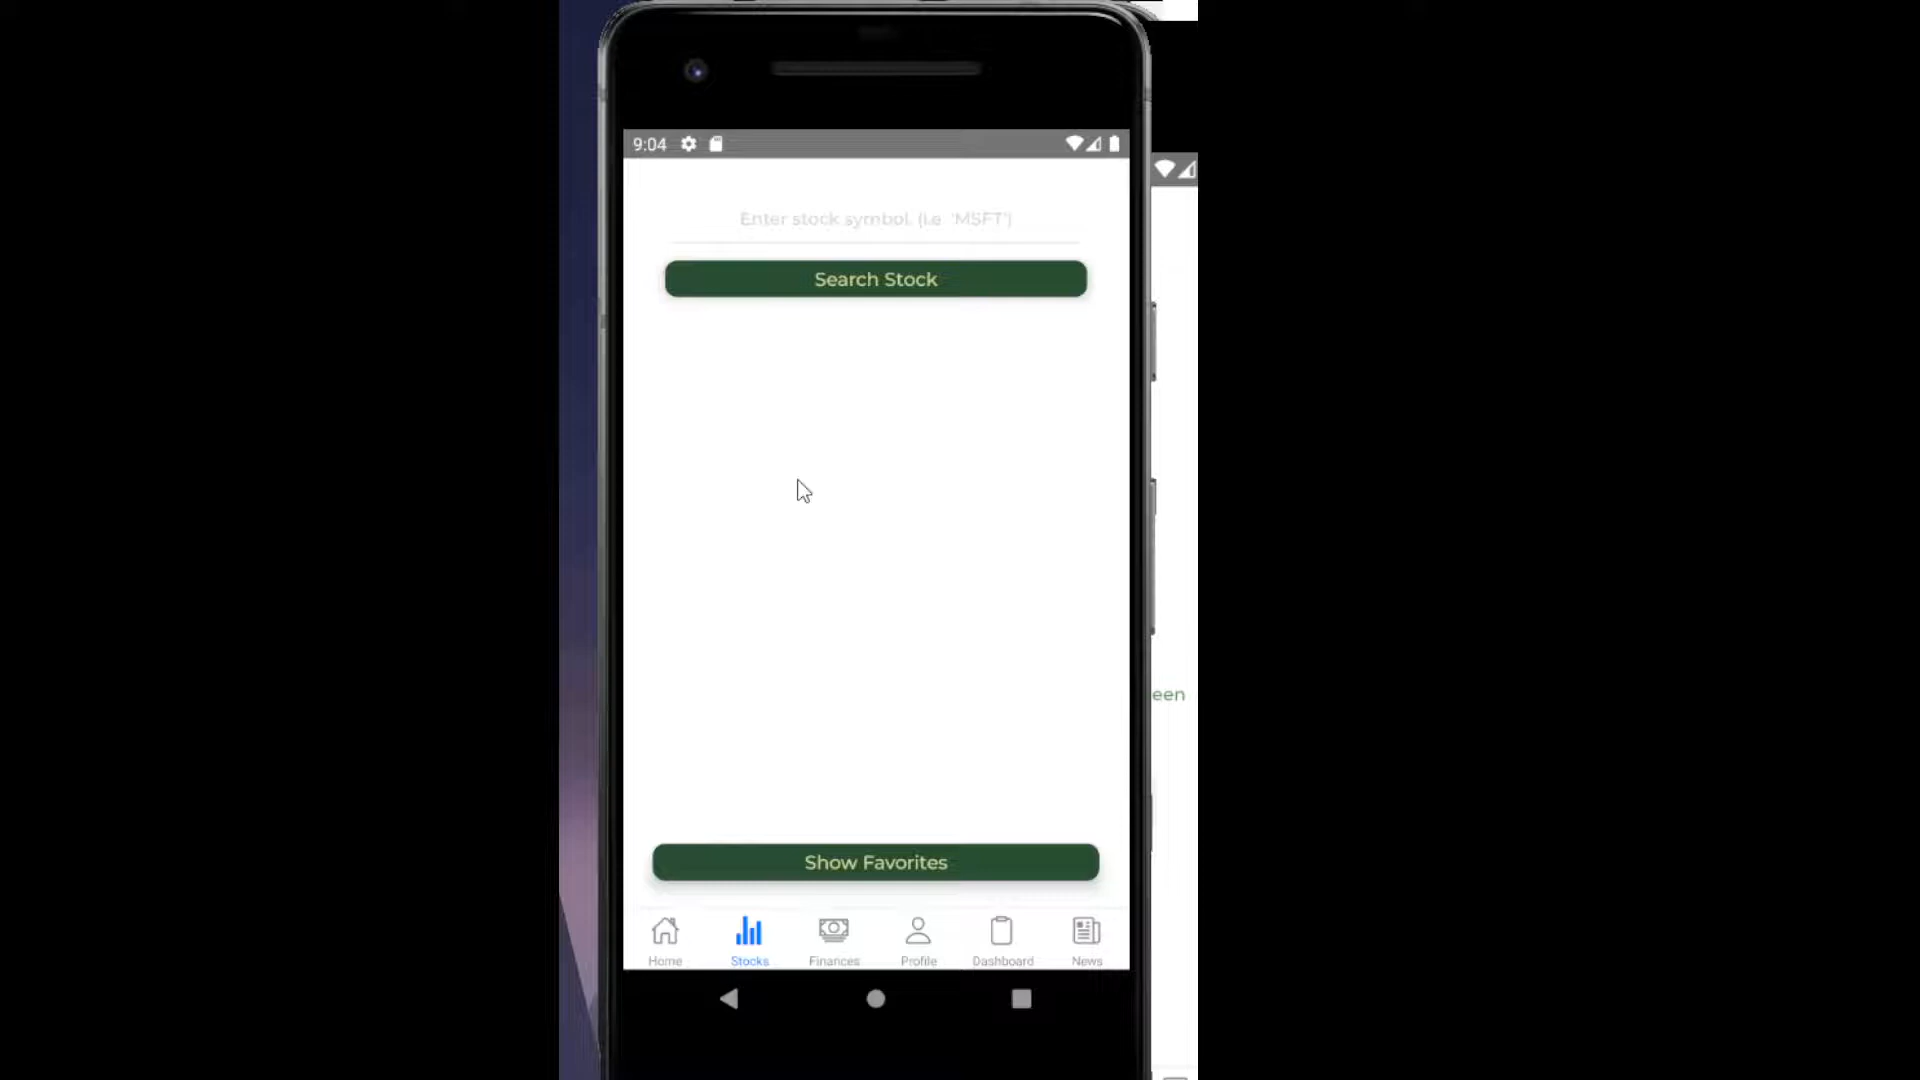 9:04
Enter stock symbol. (i.e 'MSFT')
Search Stock
een
Show Favorites
Home Stocks Finances Profile Dashboard News